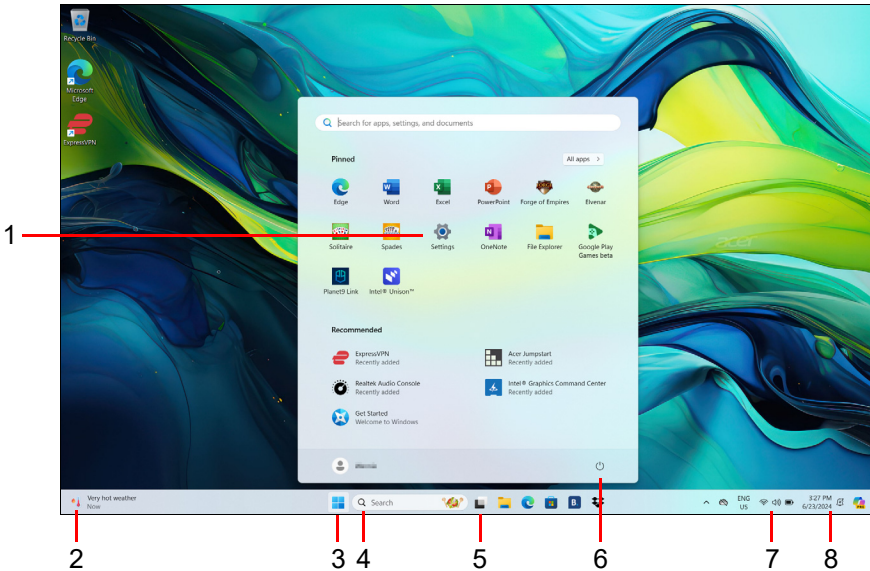 Recycle Bin
Microsoft
Edge
ExpressVPN
Search for apps, settings, and documents
Pinned
All apps >
Edge
Word
Excel
PowerPoint
Forge of Empires
Elvenar
Solitaire
Spades
Settings
OneNote
File Explorer
Google Play
Games beta
Planet9 Link
Intel® Unison™
acer
Recommended
ExpressVPN
Recently added
Acer Jumpstart
Recently added
Realtek Audio Console
Recently added
Intel® Graphics Command Center
Recently added
Get Started
Welcome to Windows
Very hot weather
Now
Search
B
ENG
US
3:27 PM
6/23/2024
1
2
3
4
5
6
7
8